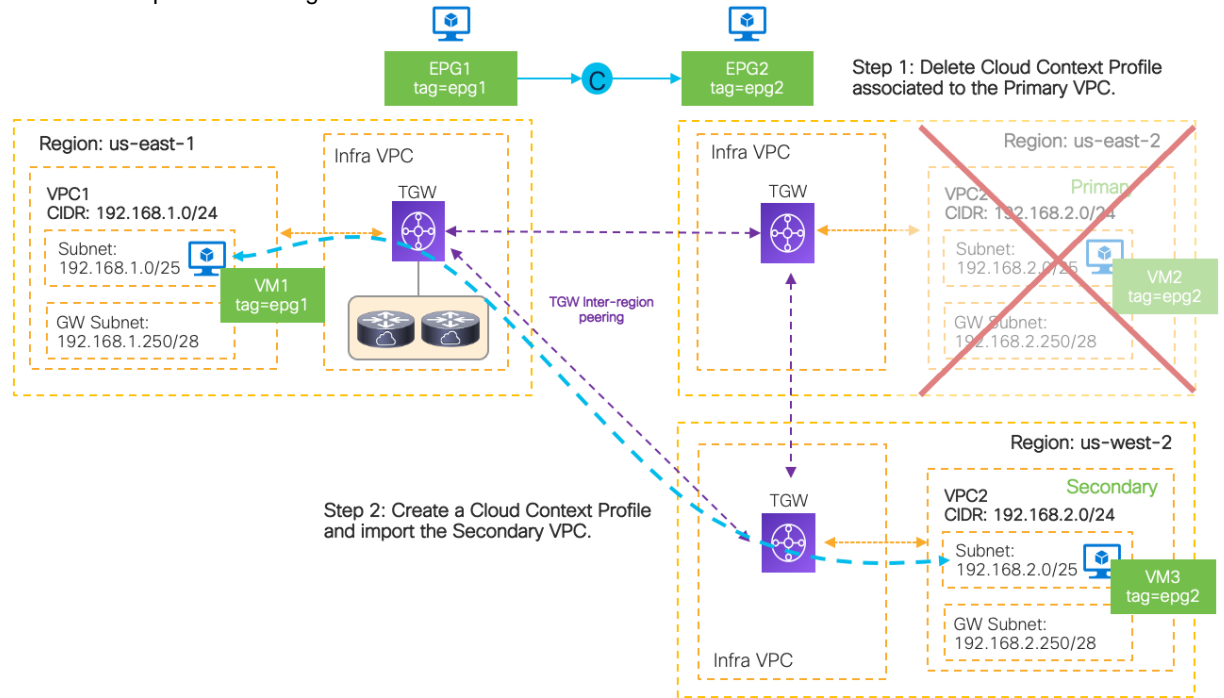 EPG1
tag=epg1
C
EPG2
tag=epg2
Step 1: Delete Cloud Context Profile
associated to the Primary VPC.
Region: us-east-1
Infra VPC
VPC1
CIDR: 192.168.1.0/24
TGW
Subnet:
192.168.1.0/25
VM1
tag=epg1
GW Subnet:
192.168.1.250/28
TGW Inter-region
peering
Infra VPC
TGW
Region: us-east-2
VPC2
Primary
CIDR: 192.168.2.0/24
Subnet:
192.168.2.0/25
VM2
tag=epg2
GW Subnet:
192.168.2.250/28
Step 2: Create a Cloud Context Profile
and import the Secondary VPC.
Region: us-west-2
TGW
Infra VPC
VPC2
Secondary
CIDR: 192.168.2.0/24
Subnet:
192.168.2.0/25
VM3
tag=epg2
GW Subnet:
192.168.2.250/28